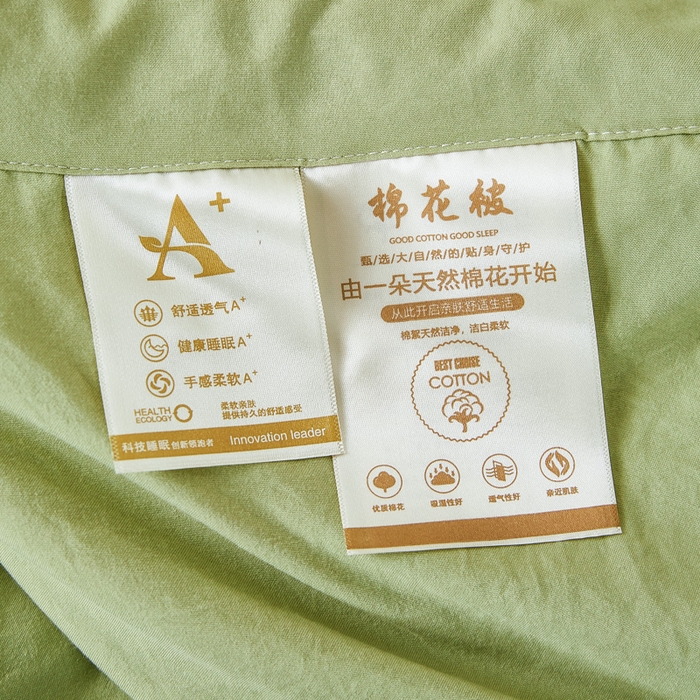 A+
舒适透气A+
健康睡眠A+
手感柔软A+
HEALTH
ECOLOGY
柔软亲肤
提供持久的舒适感受
科技睡眠 创新领跑者 Innovation leader
棉花被
GOOD COTTON GOOD SLEEP
甄/选/大/自/然/的/贴/身/守/护
由一朵天然棉花开始
从此开启亲肤舒适生活
棉絮天然洁净，洁白柔软
BEST CHOISE
COTTON
优质棉花 吸湿性好 透气性好 亲近肌肤